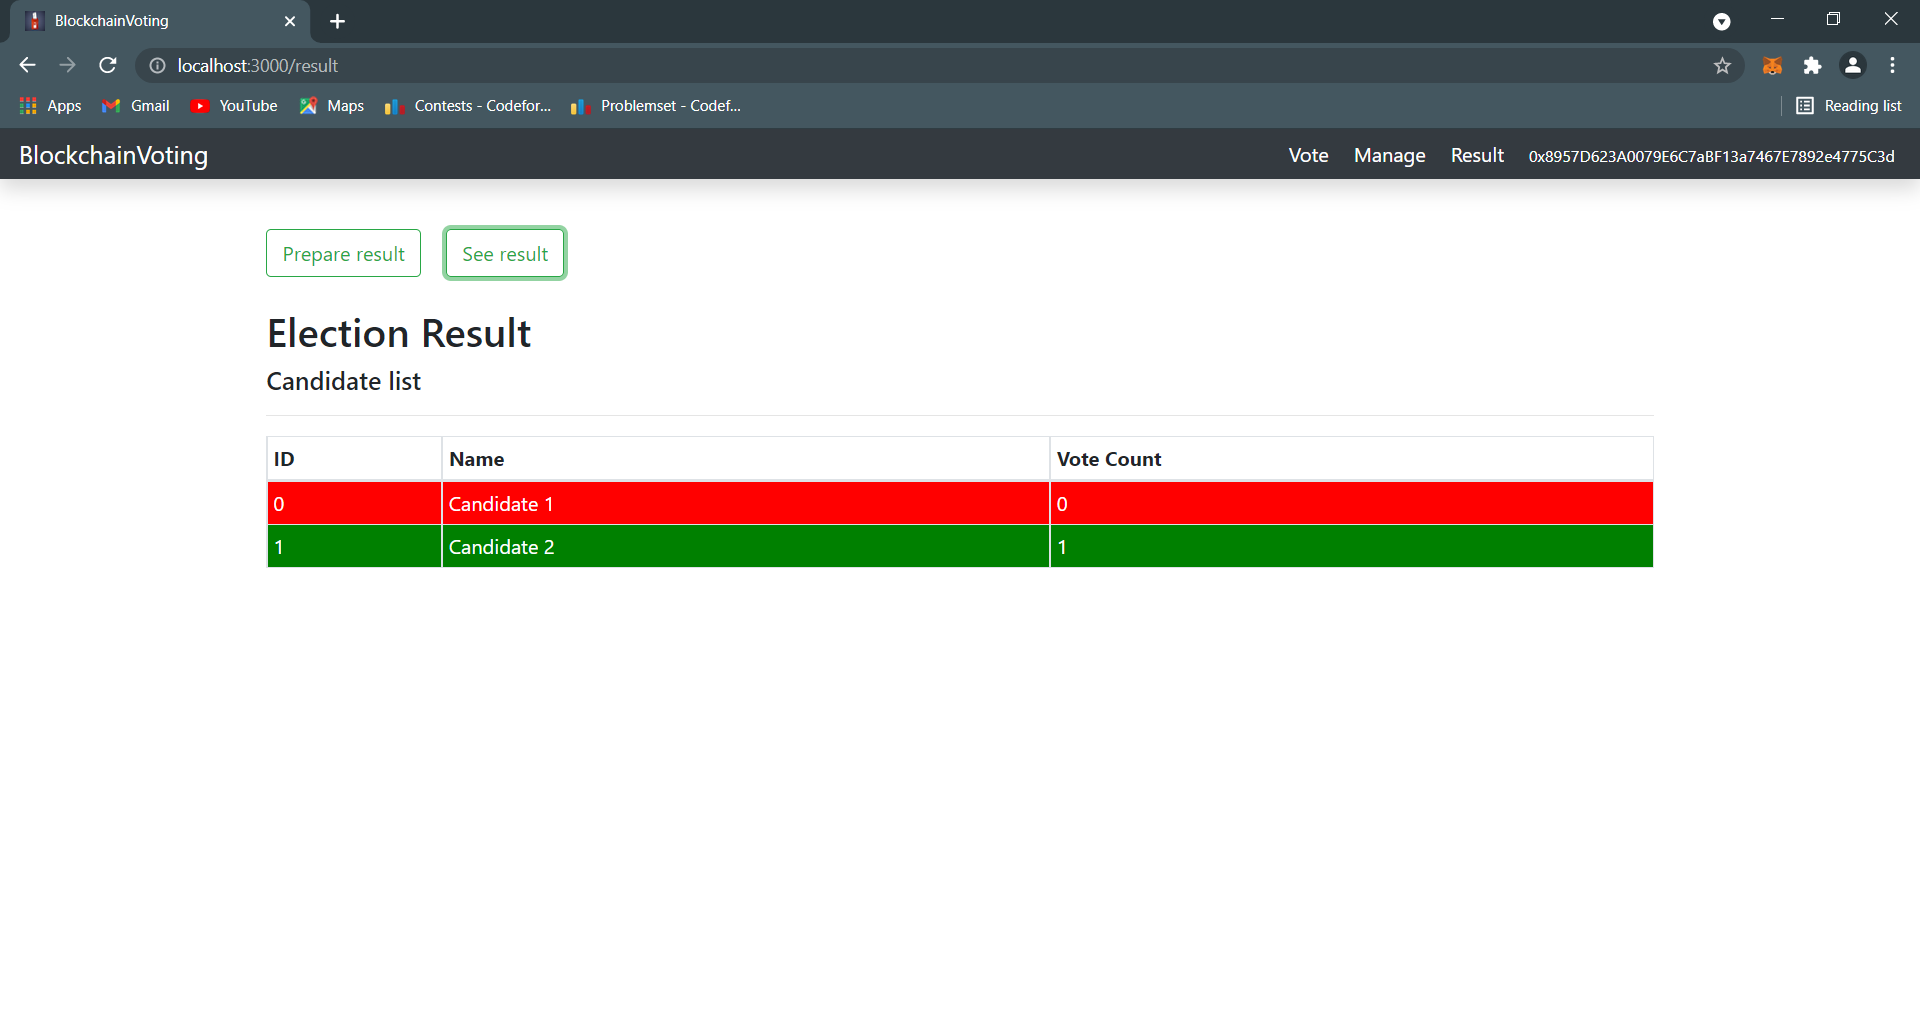 BlockchainVoting
localhost:3000/result
Apps Gmail YouTube Maps Contests - Codefor... Problemset - Codef... Reading list
BlockchainVoting Vote Manage Result 0x8957D623A0079E6C7aBF13a7467E7892e4775C3d
Prepare result See result
Election Result
Candidate list
ID Name Vote Count
0 Candidate 1 0
1 Candidate 2 1